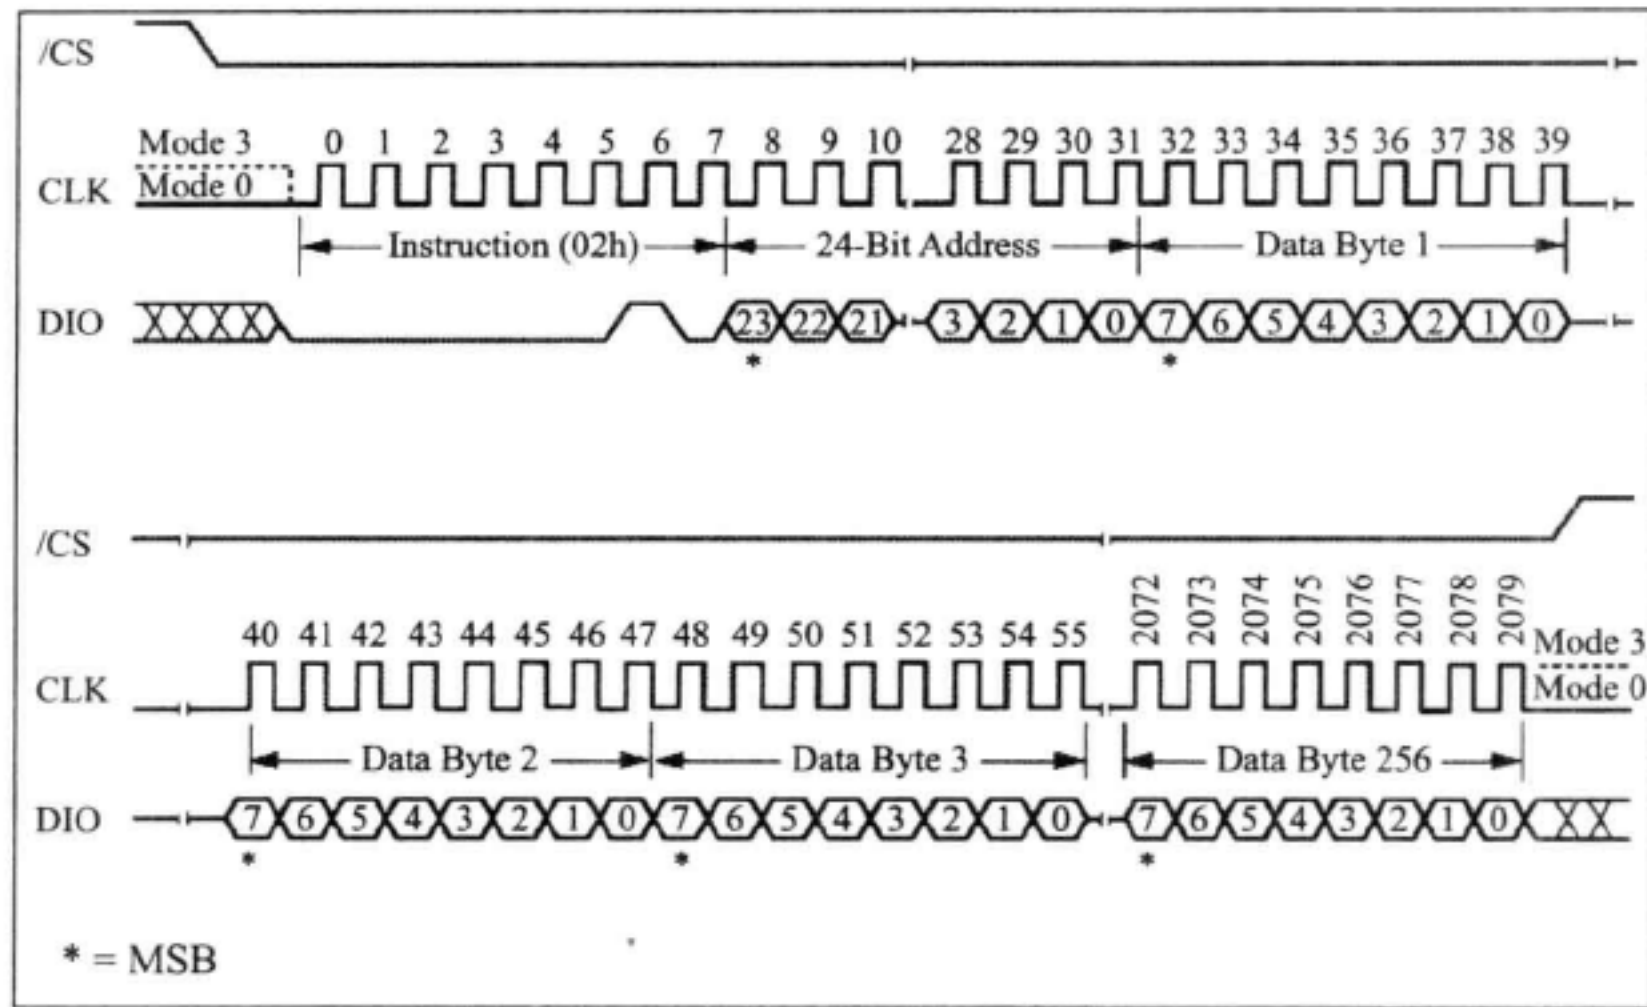 /CS
Mode 3 0 1 2 3 4 5 6 7 8 9 10 28 29 30 31 32 33 34 35 36 37 38 39
CLK Mode 0
Instruction (02h) 24-Bit Address Data Byte 1
DIO 23 22 21 3 2 1 0 7 6 5 4 3 2 1 0
* *
/CS
40 41 42 43 44 45 46 47 48 49 50 51 52 53 54 55 2072 2073 2074 2075 2076 2077 2078 2079 Mode 3
CLK Mode 0
Data Byte 2 Data Byte 3 Data Byte 256
DIO 7 6 5 4 3 2 1 0 7 6 5 4 3 2 1 0 7 6 5 4 3 2 1 0
* * *
* = MSB